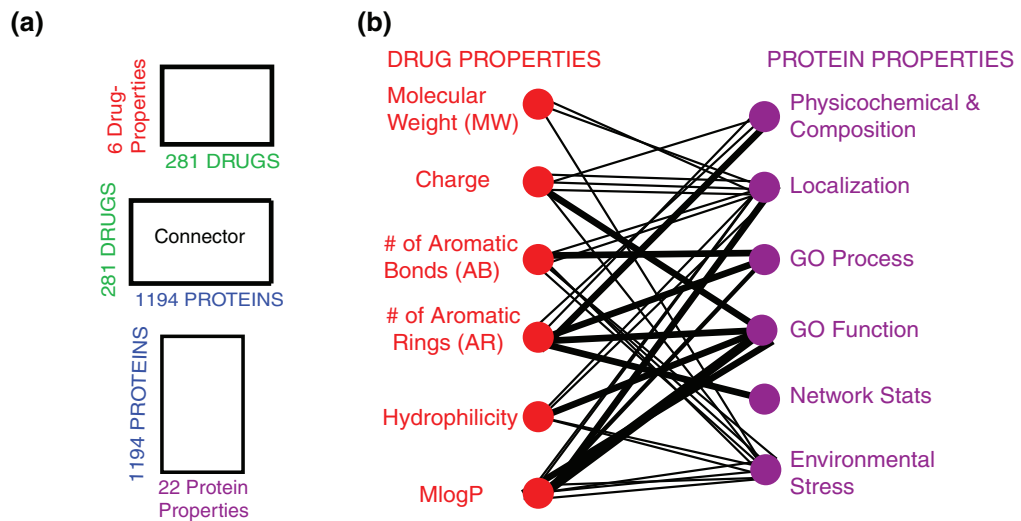 (a)
6 Drug-
Properties
281 DRUGS
281 DRUGS
Connector
1194 PROTEINS
1194 PROTEINS
22 Protein
Properties
(b)
DRUG PROPERTIES
Molecular
Weight (MW)
Charge
# of Aromatic
Bonds (AB)
# of Aromatic
Rings (AR)
Hydrophilicity
MlogP
PROTEIN PROPERTIES
Physicochemical &
Composition
Localization
GO Process
GO Function
Network Stats
Environmental
Stress